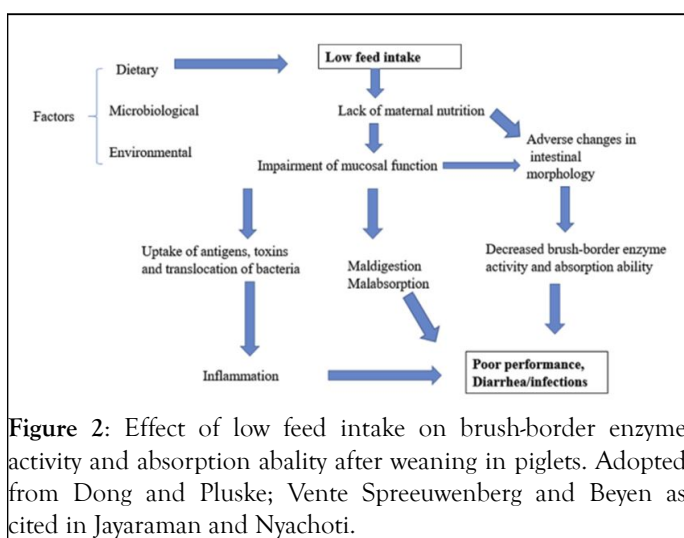 Low feed intake
Dietary
Factors
Microbiological
Environmental
Lack of maternal nutrition
Adverse changes in
intestinal
morphology
Impairment of mucosal function
Uptake of antigens, toxins
and translocation of bacteria
Maldigestion
Malabsorption
Decreased brush-border enzyme
activity and absorption ability
Inflammation
Poor performance,
Diarrhea/infections
Figure 2: Effect of low feed intake on brush-border enzyme
activity and absorption abality after weaning in piglets. Adopted
from Dong and Pluske; Vente Spreeuwenberg and Beyen as
cited in Jayaraman and Nyachoti.